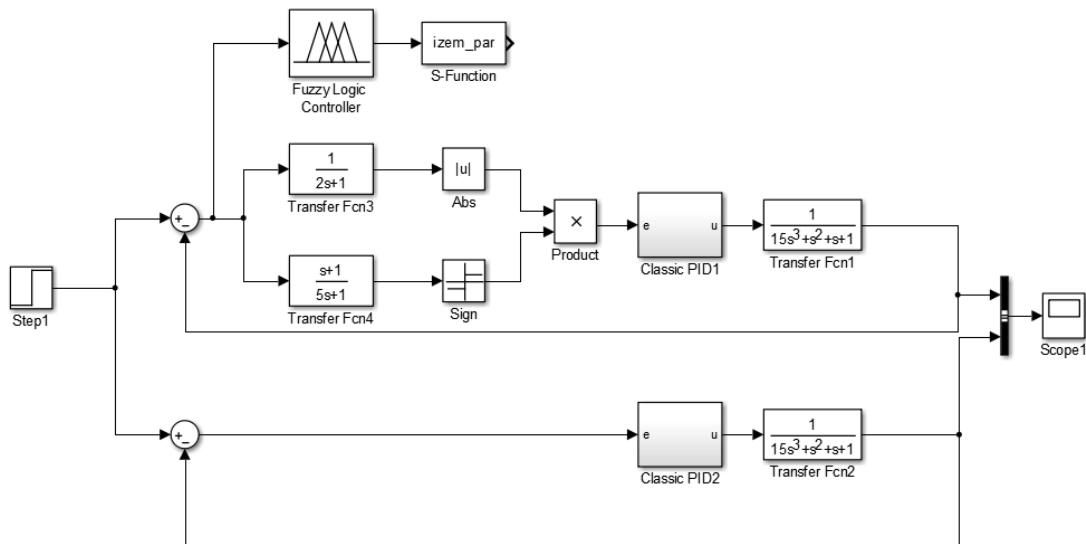 izem_par
S-Function
Fuzzy Logic
Controller
1
2s+1
Transfer Fcn3
|u|
Abs
+
−
×
Product
e
u
Classic PID1
1
15s³+s²+s+1
Transfer Fcn1
s+1
5s+1
Transfer Fcn4
Sign
Step1
Scope1
+
−
e
u
Classic PID2
1
15s³+s²+s+1
Transfer Fcn2